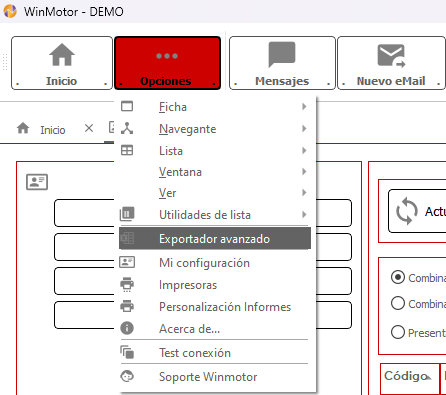 WinMotor - DEMO
Inicio
Opciones
Mensajes
Nuevo eMail
Inicio
Ficha
Navegante
Lista
Ventana
Ver
Utilidades de lista
Exportador avanzado
Mi configuración
Impresoras
Personalización Informes
Acerca de...
Test conexión
Soporte Winmotor
Actu
Combina
Combina
Present
Código